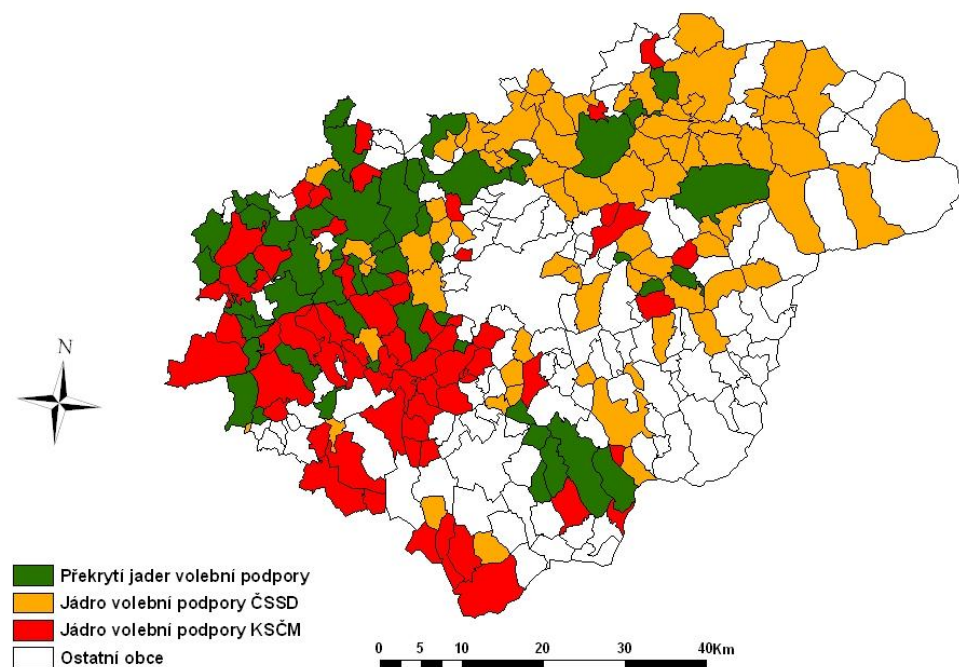 N
Překrytí jader volební podpory
Jádro volební podpory ČSSD
Jádro volební podpory KSČM
Ostatní obce
0 5 10 20 30 40Km